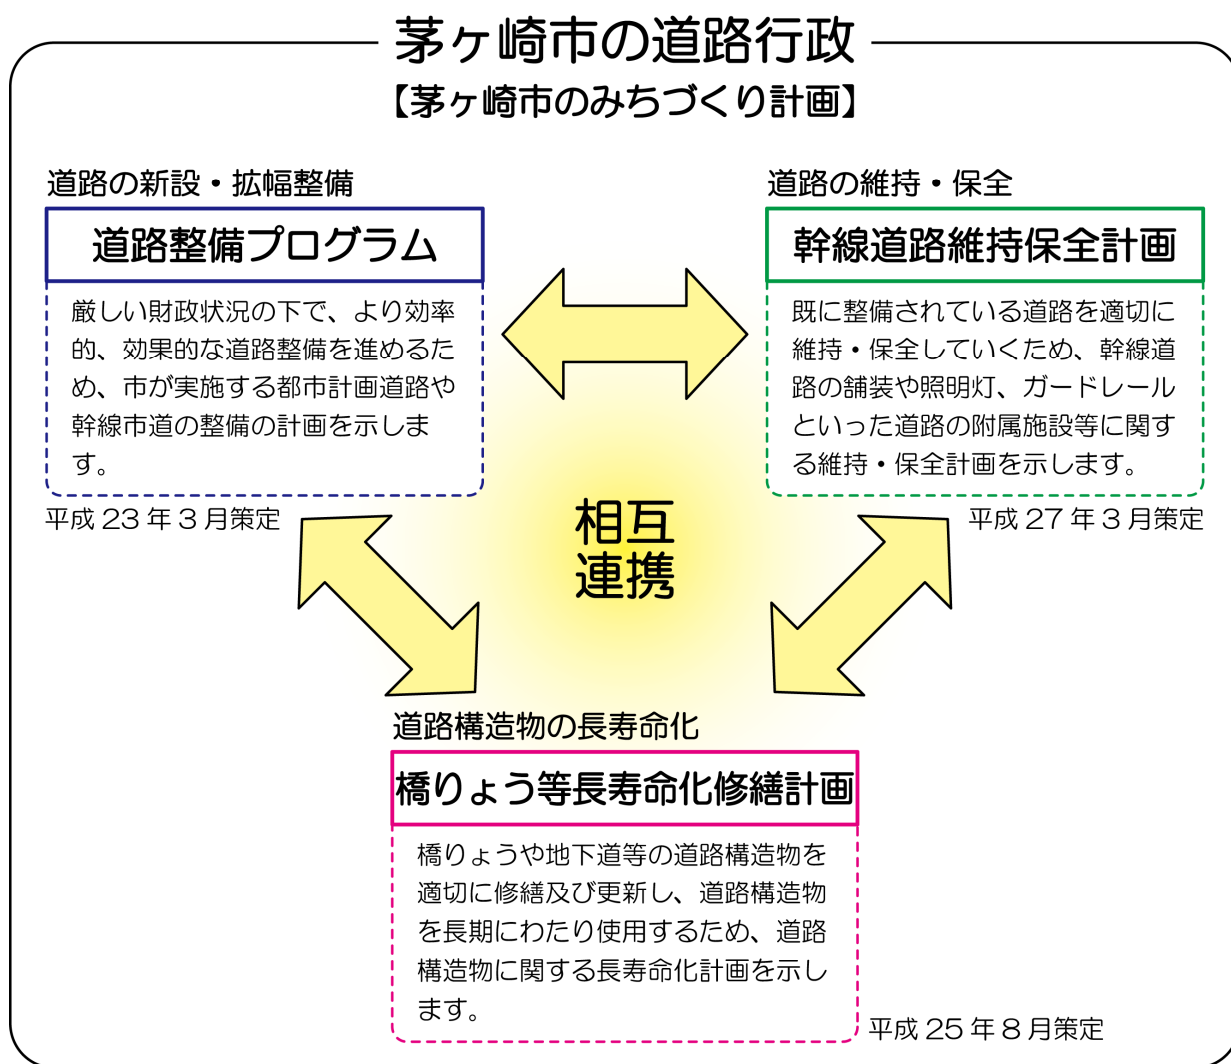 茅ヶ崎市の道路行政
【茅ヶ崎市のみちづくり計画】
道路の新設・拡幅整備
道路整備プログラム
厳しい財政状況の下で、より効率
的、効果的な道路整備を進めるた
め、市が実施する都市計画道路や
幹線市道の整備の計画を示しま
す。
平成 23 年 3 月策定
道路の維持・保全
幹線道路維持保全計画
既に整備されている道路を適切に
維持・保全していくため、幹線道
路の舗装や照明灯、ガードレール
といった道路の附属施設等に関す
る維持・保全計画を示します。
平成 27 年 3 月策定
相互
連携
道路構造物の長寿命化
橋りょう等長寿命化修繕計画
橋りょうや地下道等の道路構造物を
適切に修繕及び更新し、道路構造物
を長期にわたり使用するため、道路
構造物に関する長寿命化計画を示し
ます。
平成 25 年 8 月策定